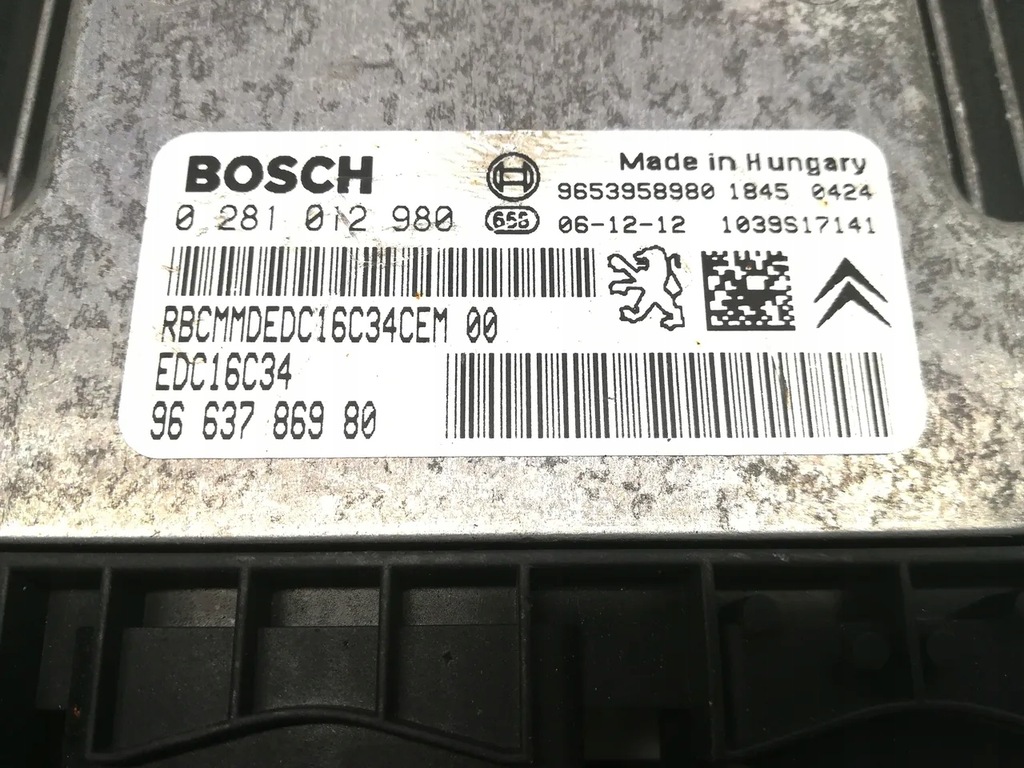 BOSCH
Made in Hungary
9653958980 1845 0424
0 281 012 980
666
06-12-12 1039S17141
RBCMMDEDC16C34CEM 00
EDC16C34
96 637 869 80